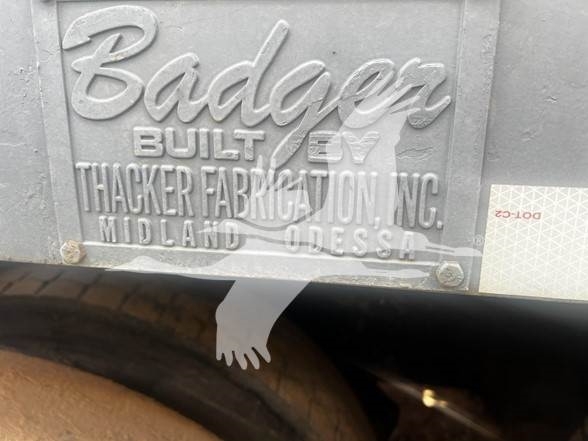 Badger
BUILT BY
THACKER FABRICATION, INC.
MIDLAND ODESSA
DOT-C2